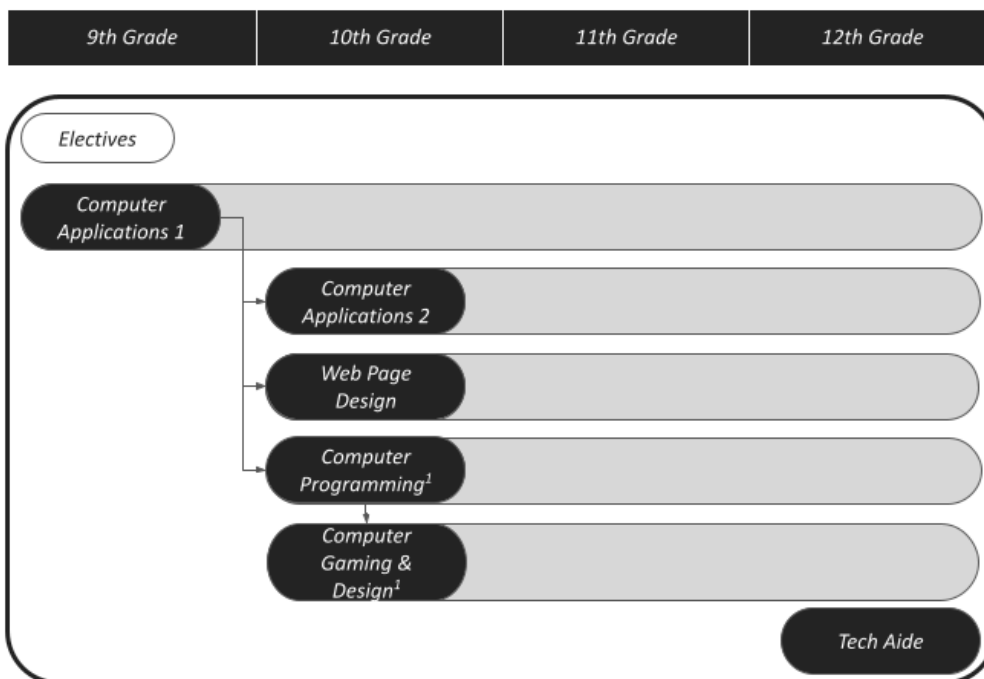 9th Grade
10th Grade
11th Grade
12th Grade
Electives
Computer
Applications 1
Computer
Applications 2
Web Page
Design
Computer
Programming¹
Computer
Gaming &
Design¹
Tech Aide